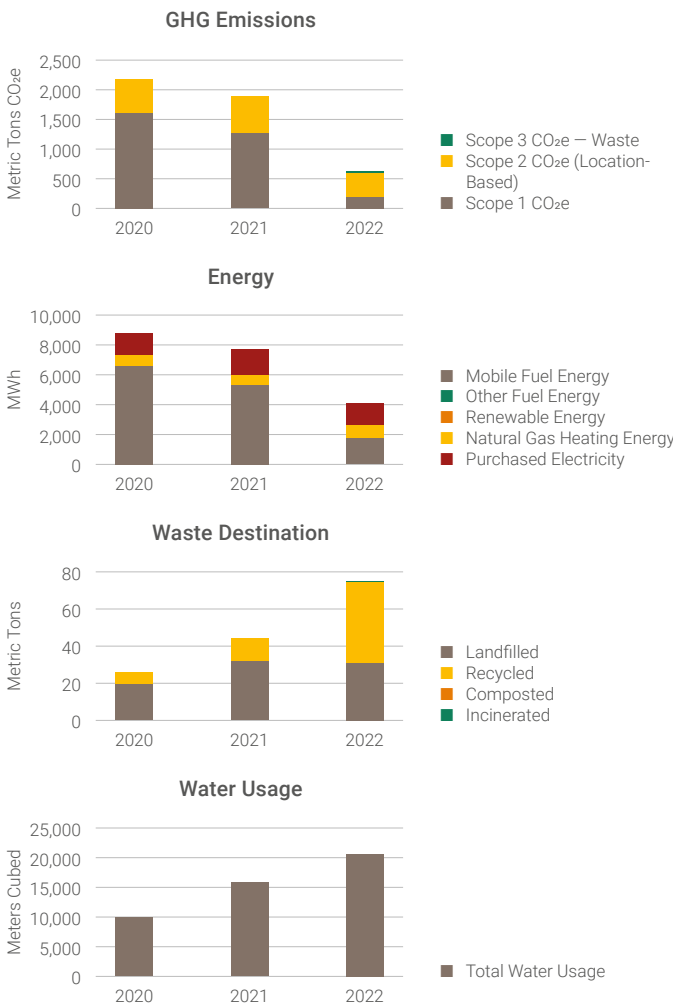 GHG Emissions
Metric Tons CO₂e
2,500
2,000
1,500
1,000
500
0
2020
2021
2022
Scope 3 CO₂e — Waste
Scope 2 CO₂e (Location-
Based)
Scope 1 CO₂e
Energy
MWh
10,000
8,000
6,000
4,000
2,000
0
2020
2021
2022
Mobile Fuel Energy
Other Fuel Energy
Renewable Energy
Natural Gas Heating Energy
Purchased Electricity
Waste Destination
Metric Tons
80
60
40
20
0
2020
2021
2022
Landfilled
Recycled
Composted
Incinerated
Water Usage
Meters Cubed
25,000
20,000
15,000
10,000
5,000
0
2020
2021
2022
Total Water Usage